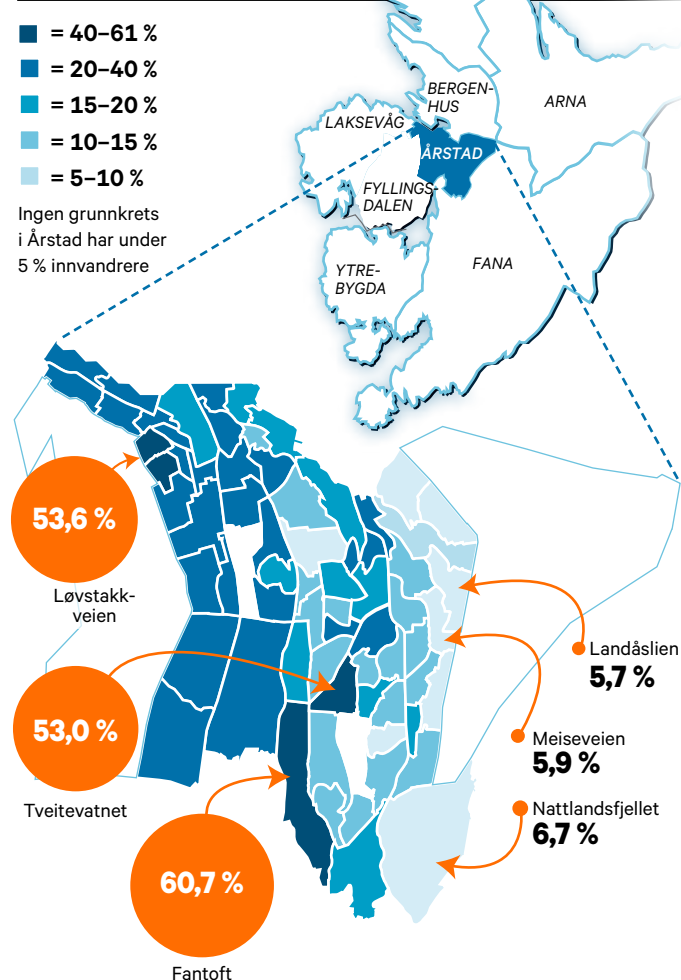 = 40–61 %
= 20–40 %
= 15–20 %
= 10–15 %
= 5–10 %
Ingen grunnkrets
i Årstad har under
5 % innvandrere
BERGEN-
HUS
ARNA
LAKSEVÅG
ÅRSTAD
FYLLINGS-
DALEN
YTRE-
BYGDA
FANA
53,6 %
Løvstakk-
veien
53,0 %
Tveitevatnet
60,7 %
Fantoft
Landåslien
5,7 %
Meiseveien
5,9 %
Nattlandsfjellet
6,7 %